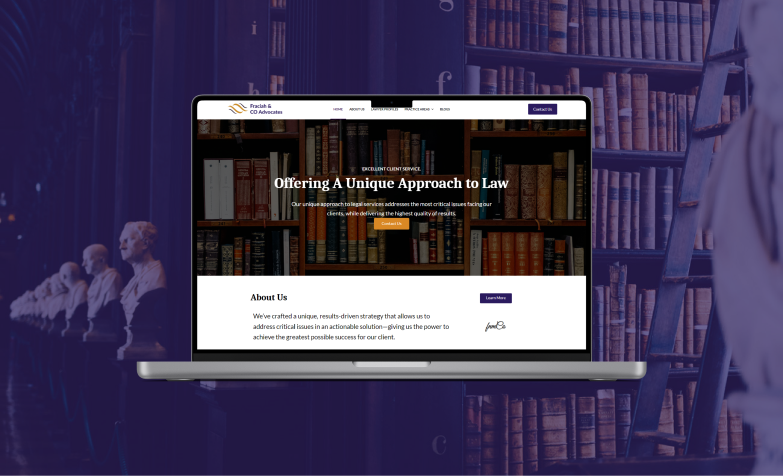 Fraciah &
CO Advocates
HOME ABOUT US LAWYER PROFILES PRACTICE AREAS BLOGS
Contact Us
EXCELLENT CLIENT SERVICE.
Offering A Unique Approach to Law
Our unique approach to legal services addresses the most critical issues facing our
clients, while delivering the highest quality of results.
Contact Us
About Us
Learn More
We've crafted a unique, results-driven strategy that allows us to
address critical issues in an actionable solution—giving us the power to
achieve the greatest possible success for our client.